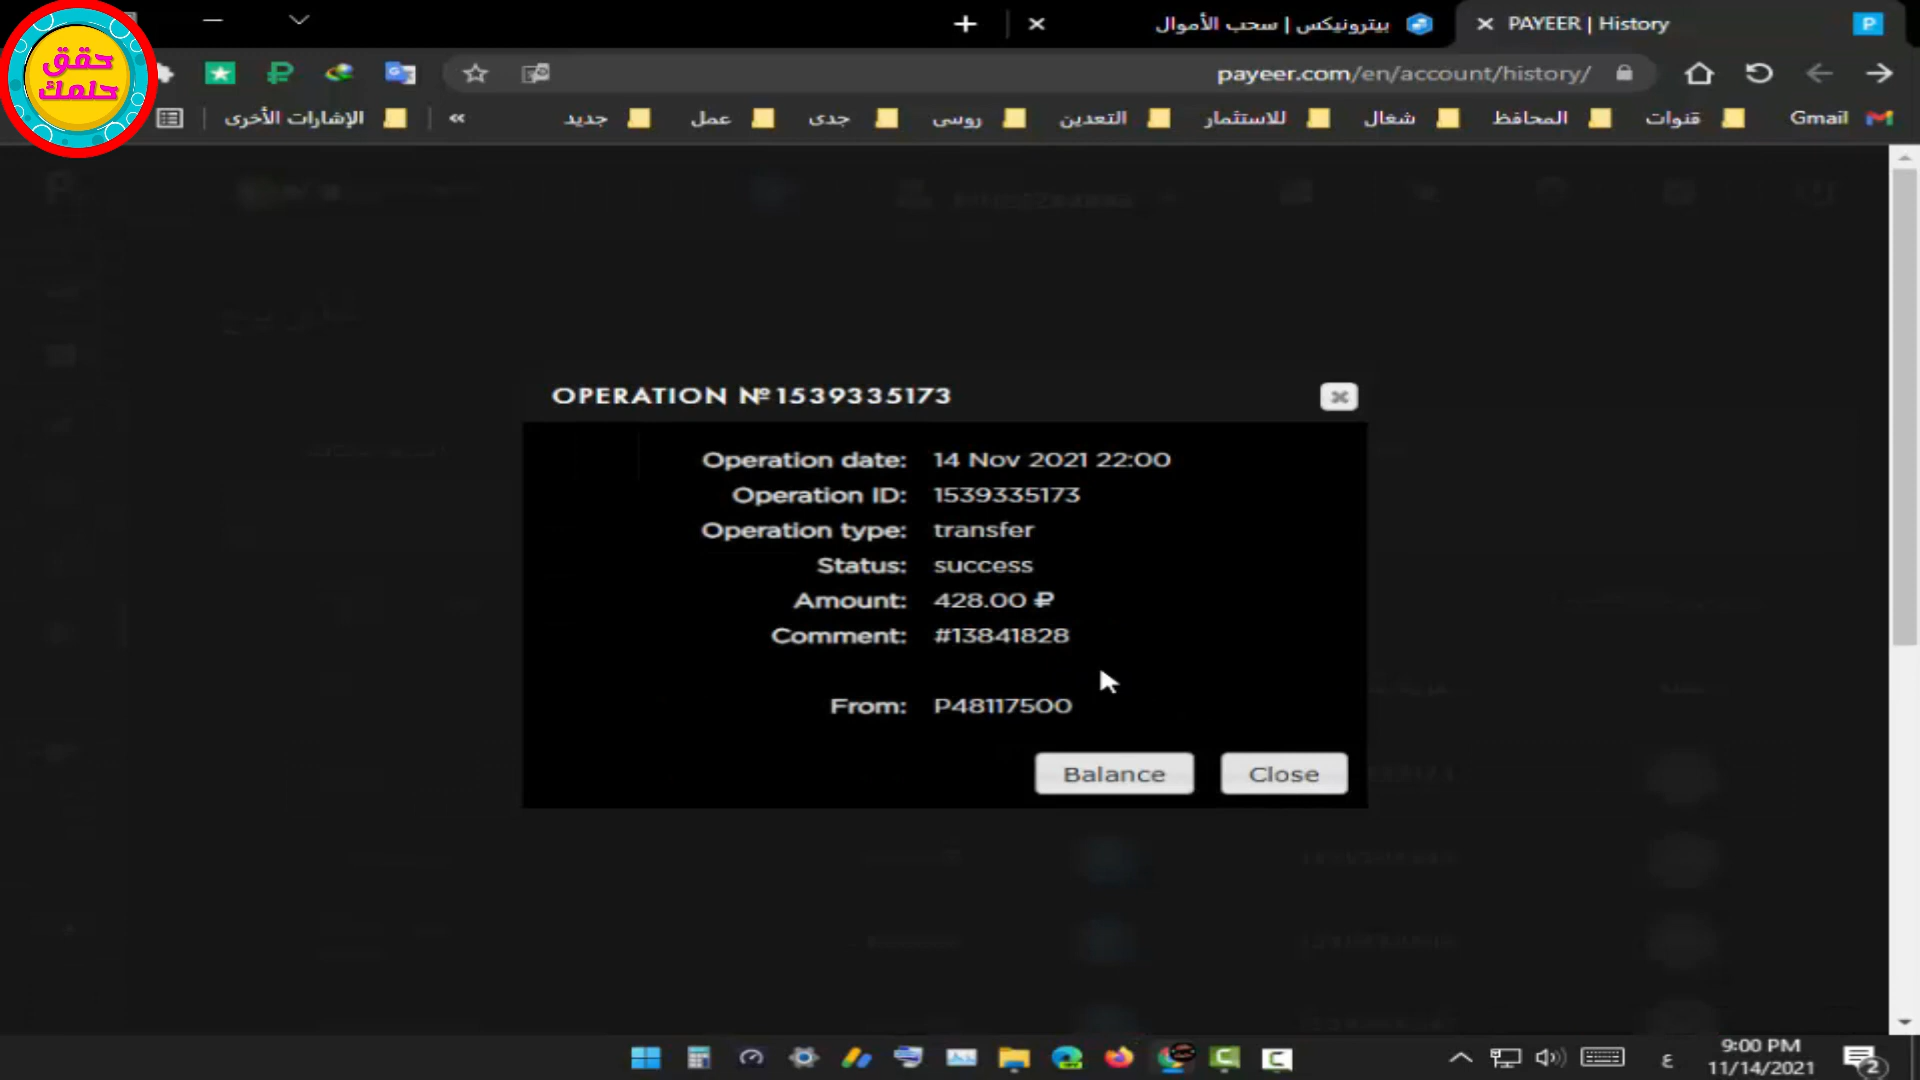 حقق
حلمك
بيترونيكس | سحب الأموال
PAYEER | History
payeer.com/en/account/history/
Gmail
قنوات
المحافظ
شغال
للاستثمار
التعدين
روسى
جدى
عمل
جديد
«
الإشارات الأخرى
OPERATION №1539335173
Operation date: 14 Nov 2021 22:00
Operation ID: 1539335173
Operation type: transfer
Status: success
Amount: 428.00 ₽
Comment: #13841828
From: P48117500
Balance
Close
ع
9:00 PM
11/14/2021
2